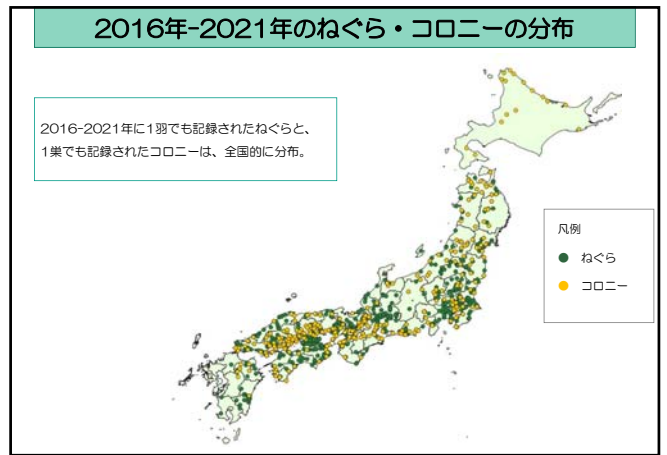 2016年-2021年のねぐら・コロニーの分布
2016-2021年に1羽でも記録されたねぐらと、
1巣でも記録されたコロニーは、全国的に分布。
凡例
ねぐら
コロニー